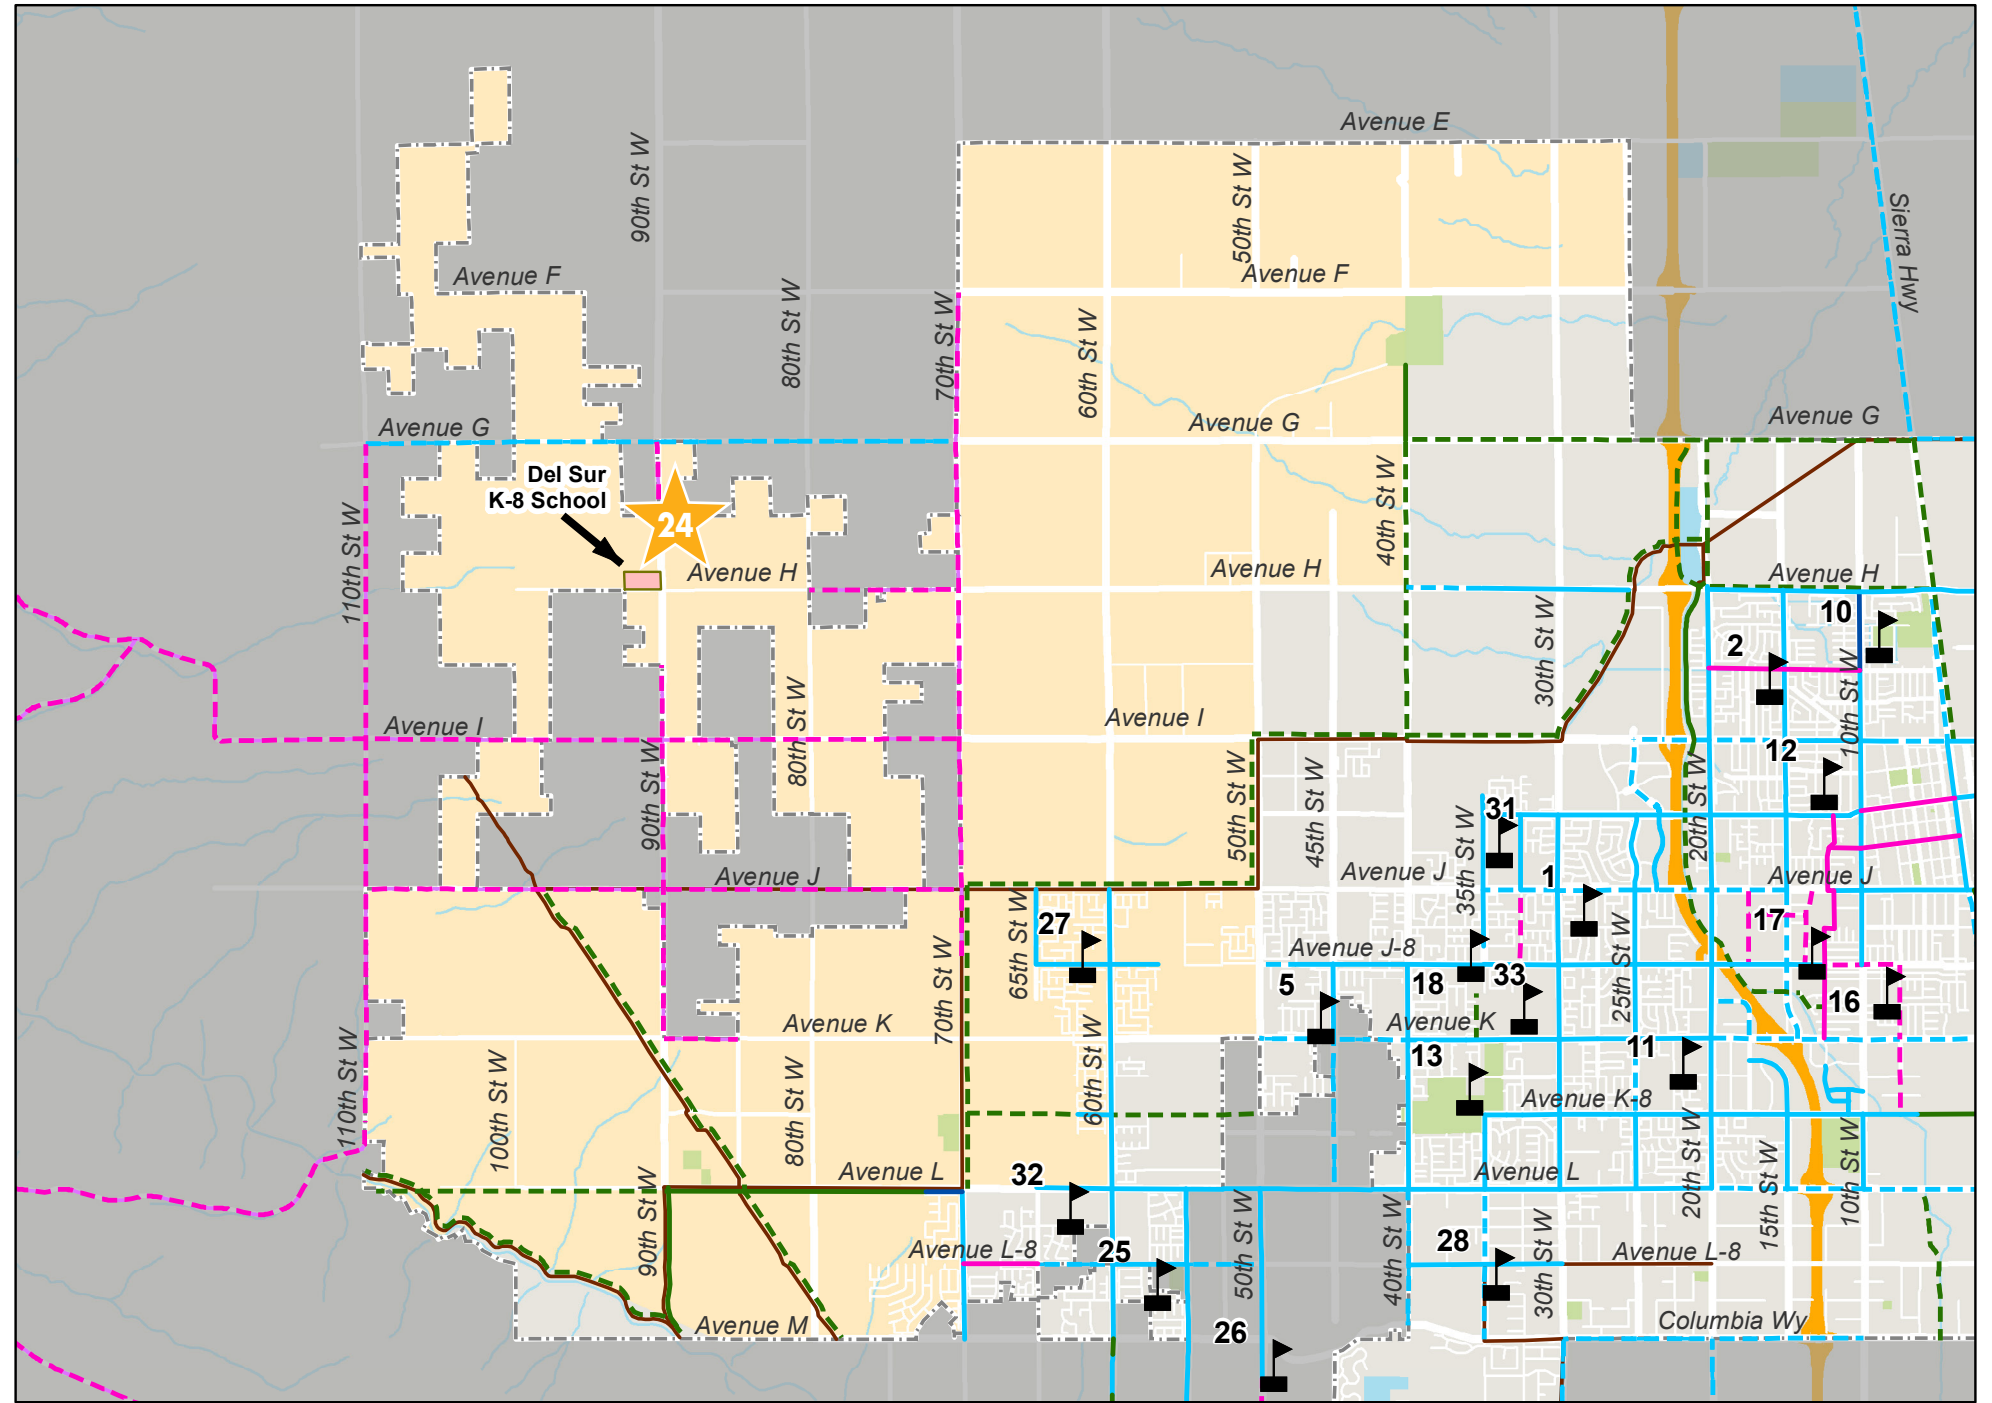 Avenue E
90th St W
50th St W
Sierra Hwy
Avenue F
Avenue F
80th St W
70th St W
60th St W
Avenue G
Avenue G
Avenue G
Del Sur
K-8 School
24
110th St W
40th St W
Avenue H
Avenue H
Avenue H
10
2
30th St W
10th St W
Avenue I
Avenue I
80th St W
90th St W
12
20th St W
50th St W
45th St W
35th St W
31
Avenue J
Avenue J
1
Avenue J
27
65th St W
17
25th St W
Avenue J-8
70th St W
5
18
33
16
Avenue K
Avenue K
110th St W
100th St W
80th St W
60th St W
13
11
Avenue K-8
20th St W
15th St W
10th St W
Avenue L
Avenue L
32
90th St W
50th St W
40th St W
30th St W
Avenue L-8
25
28
Avenue L-8
Avenue M
26
Columbia Wy